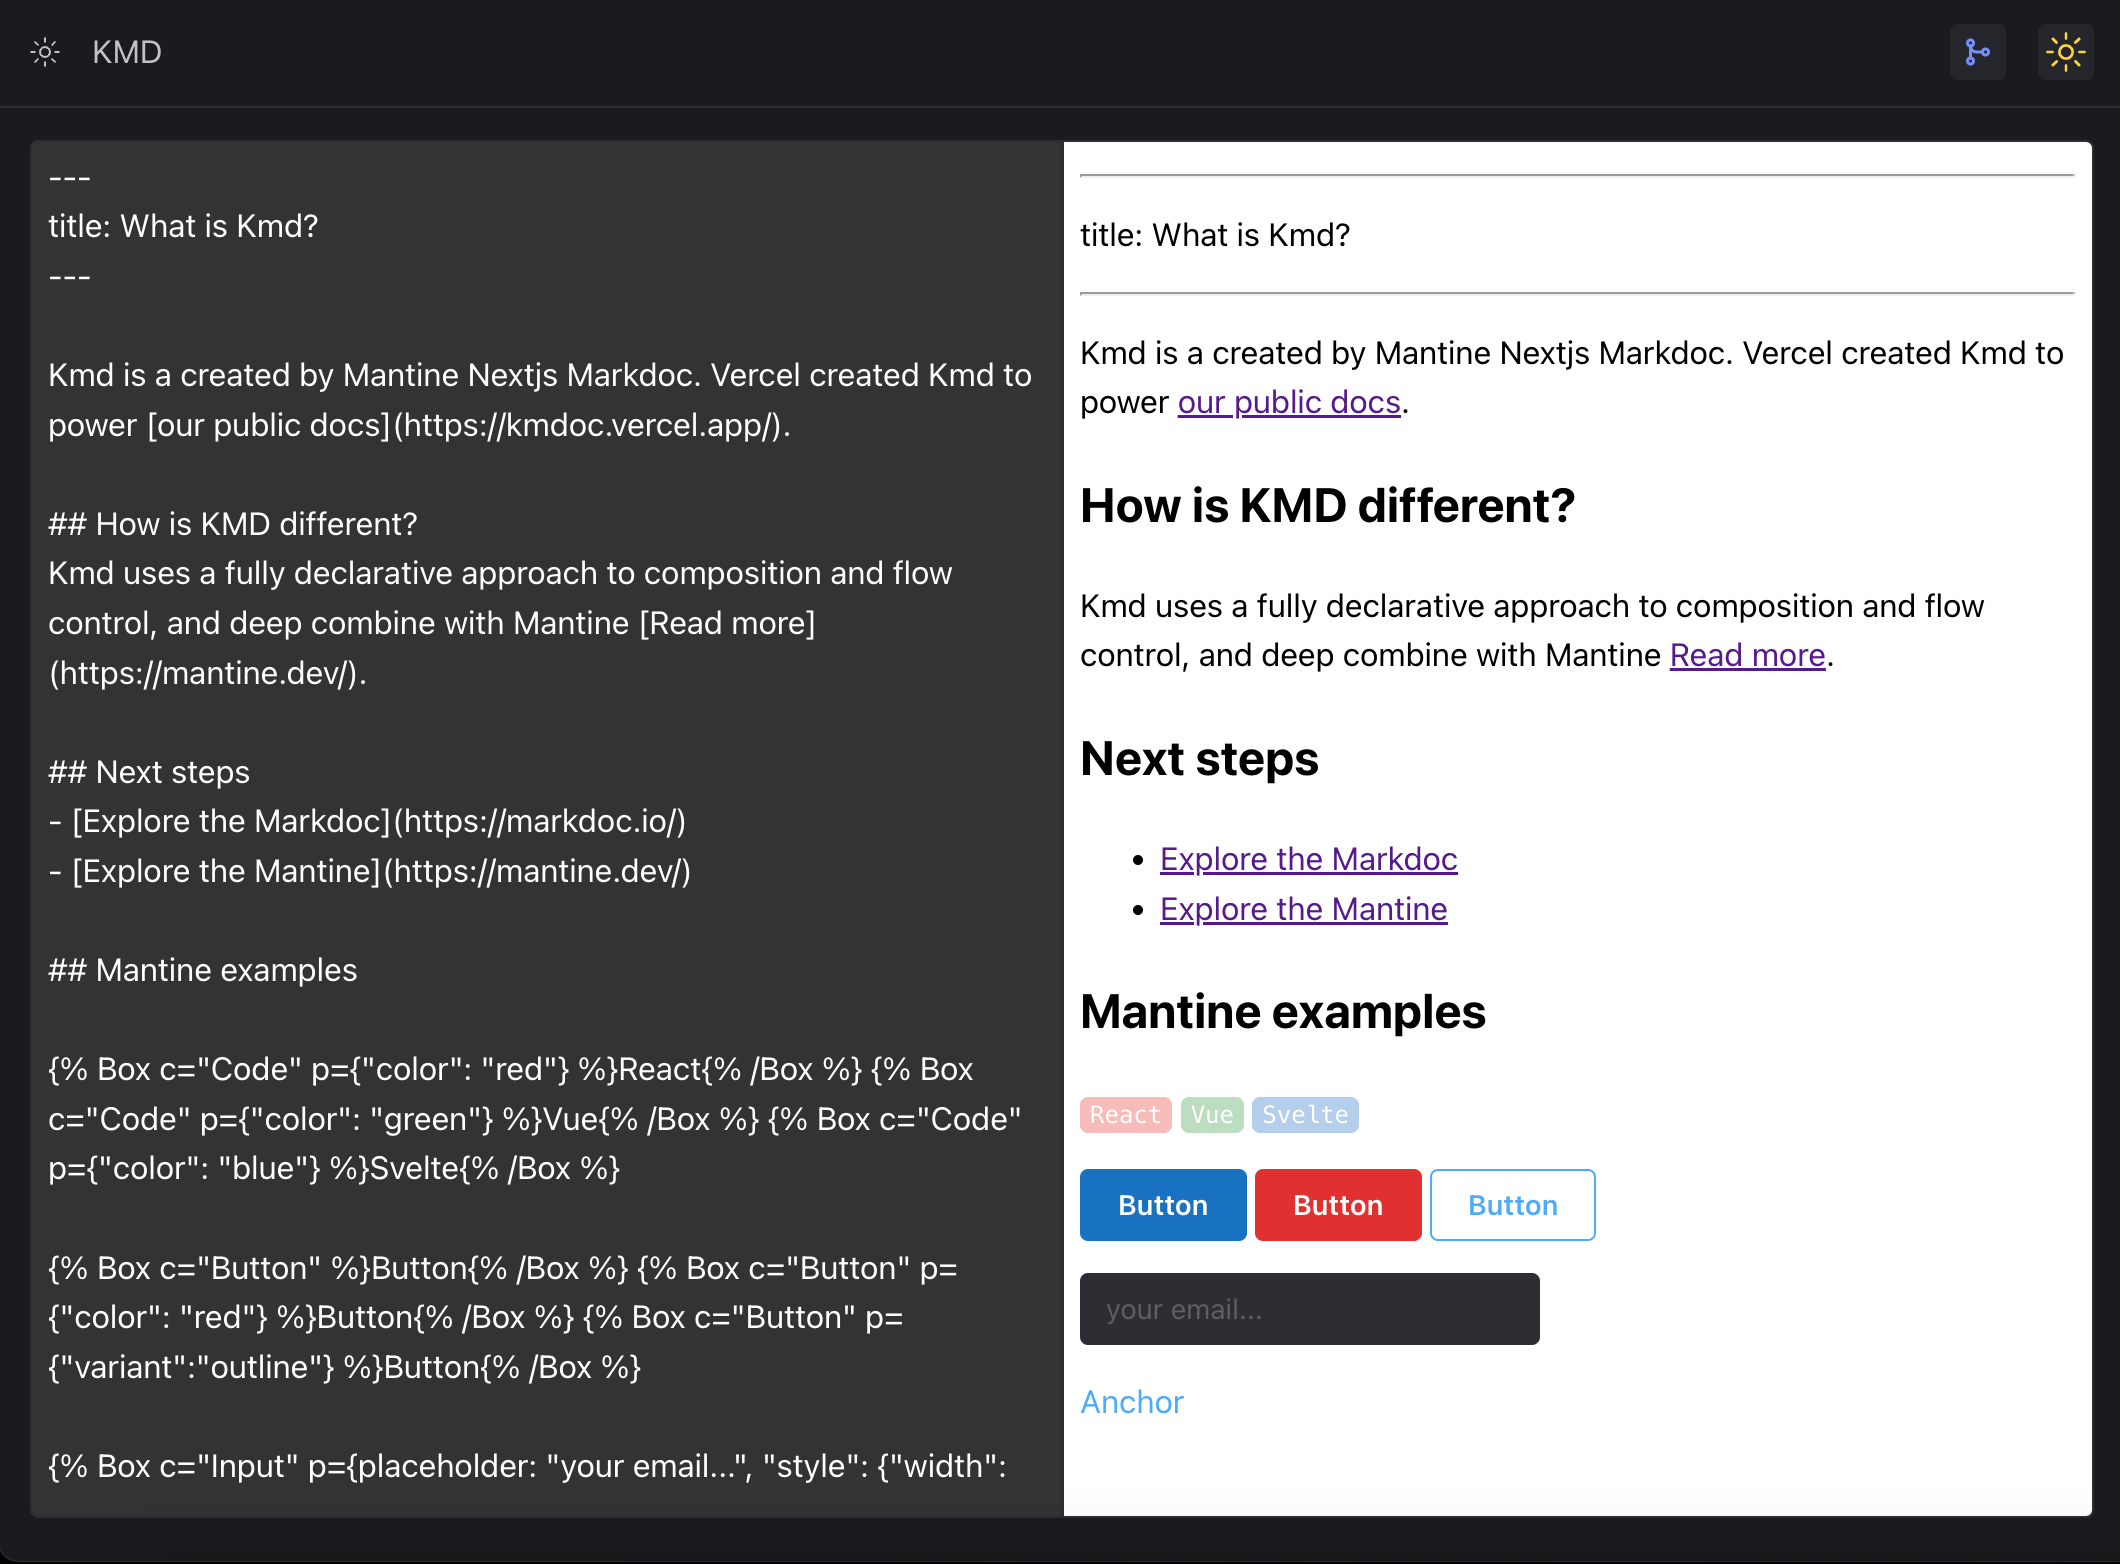 KMD
---
title: What is Kmd?
---
Kmd is a created by Mantine Nextjs Markdoc. Vercel created Kmd to
power [our public docs](https://kmdoc.vercel.app/).
## How is KMD different?
Kmd uses a fully declarative approach to composition and flow
control, and deep combine with Mantine [Read more]
(https://mantine.dev/).
## Next steps
- [Explore the Markdoc](https://markdoc.io/)
- [Explore the Mantine](https://mantine.dev/)
## Mantine examples
{% Box c="Code" p={"color": "red"} %}React{% /Box %} {% Box
c="Code" p={"color": "green"} %}Vue{% /Box %} {% Box c="Code"
p={"color": "blue"} %}Svelte{% /Box %}
{% Box c="Button" %}Button{% /Box %} {% Box c="Button" p=
{"color": "red"} %}Button{% /Box %} {% Box c="Button" p=
{"variant":"outline"} %}Button{% /Box %}
{% Box c="Input" p={placeholder: "your email...", "style": {"width":
title: What is Kmd?
Kmd is a created by Mantine Nextjs Markdoc. Vercel created Kmd to
power our public docs.
How is KMD different?
Kmd uses a fully declarative approach to composition and flow
control, and deep combine with Mantine Read more.
Next steps
• Explore the Markdoc
• Explore the Mantine
Mantine examples
React Vue Svelte
Button Button Button
your email...
Anchor